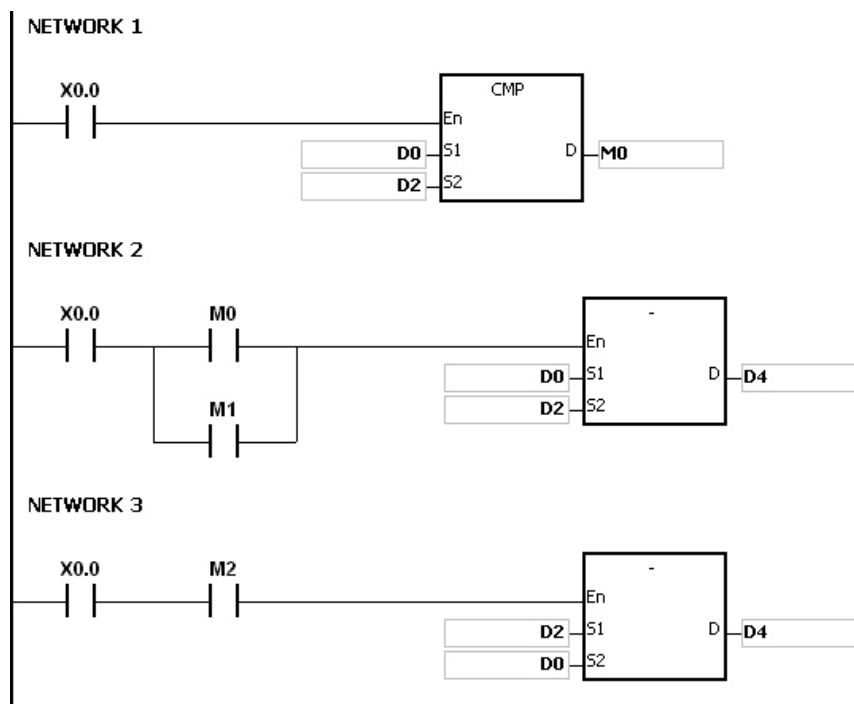 NETWORK 1
X0.0
CMP
En
D0 S1 D M0
D2 S2
NETWORK 2
X0.0 M0
-
En
D0 S1 D D4
M1
D2 S2
NETWORK 3
X0.0 M2
-
En
D2 S1 D D4
D0 S2